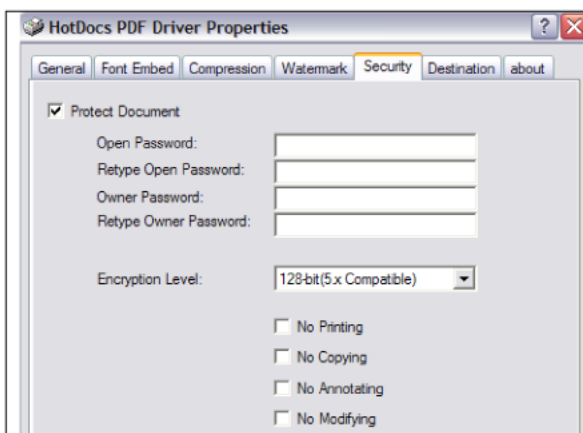 HotDocs PDF Driver Properties
General Font Embed Compression Watermark Security Destination about
Protect Document
Open Password:
Retype Open Password:
Owner Password:
Retype Owner Password:
Encryption Level: 128-bit(5.x Compatible)
No Printing
No Copying
No Annotating
No Modifying